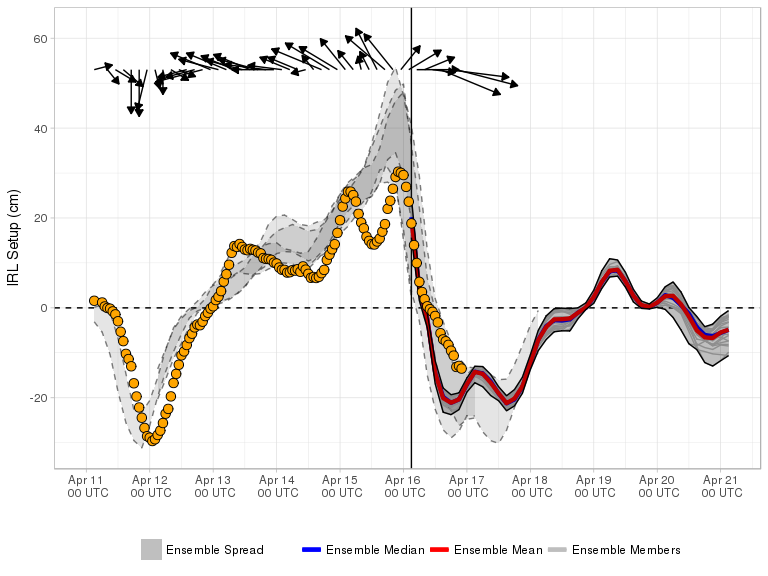 IRL Setup (cm)
60
40
20
0
-20
Apr 11 Apr 12 Apr 13 Apr 14 Apr 15 Apr 16 Apr 17 Apr 18 Apr 19 Apr 20 Apr 21
00 UTC 00 UTC 00 UTC 00 UTC 00 UTC 00 UTC 00 UTC 00 UTC 00 UTC 00 UTC 00 UTC
Ensemble Spread Ensemble Median Ensemble Mean Ensemble Members